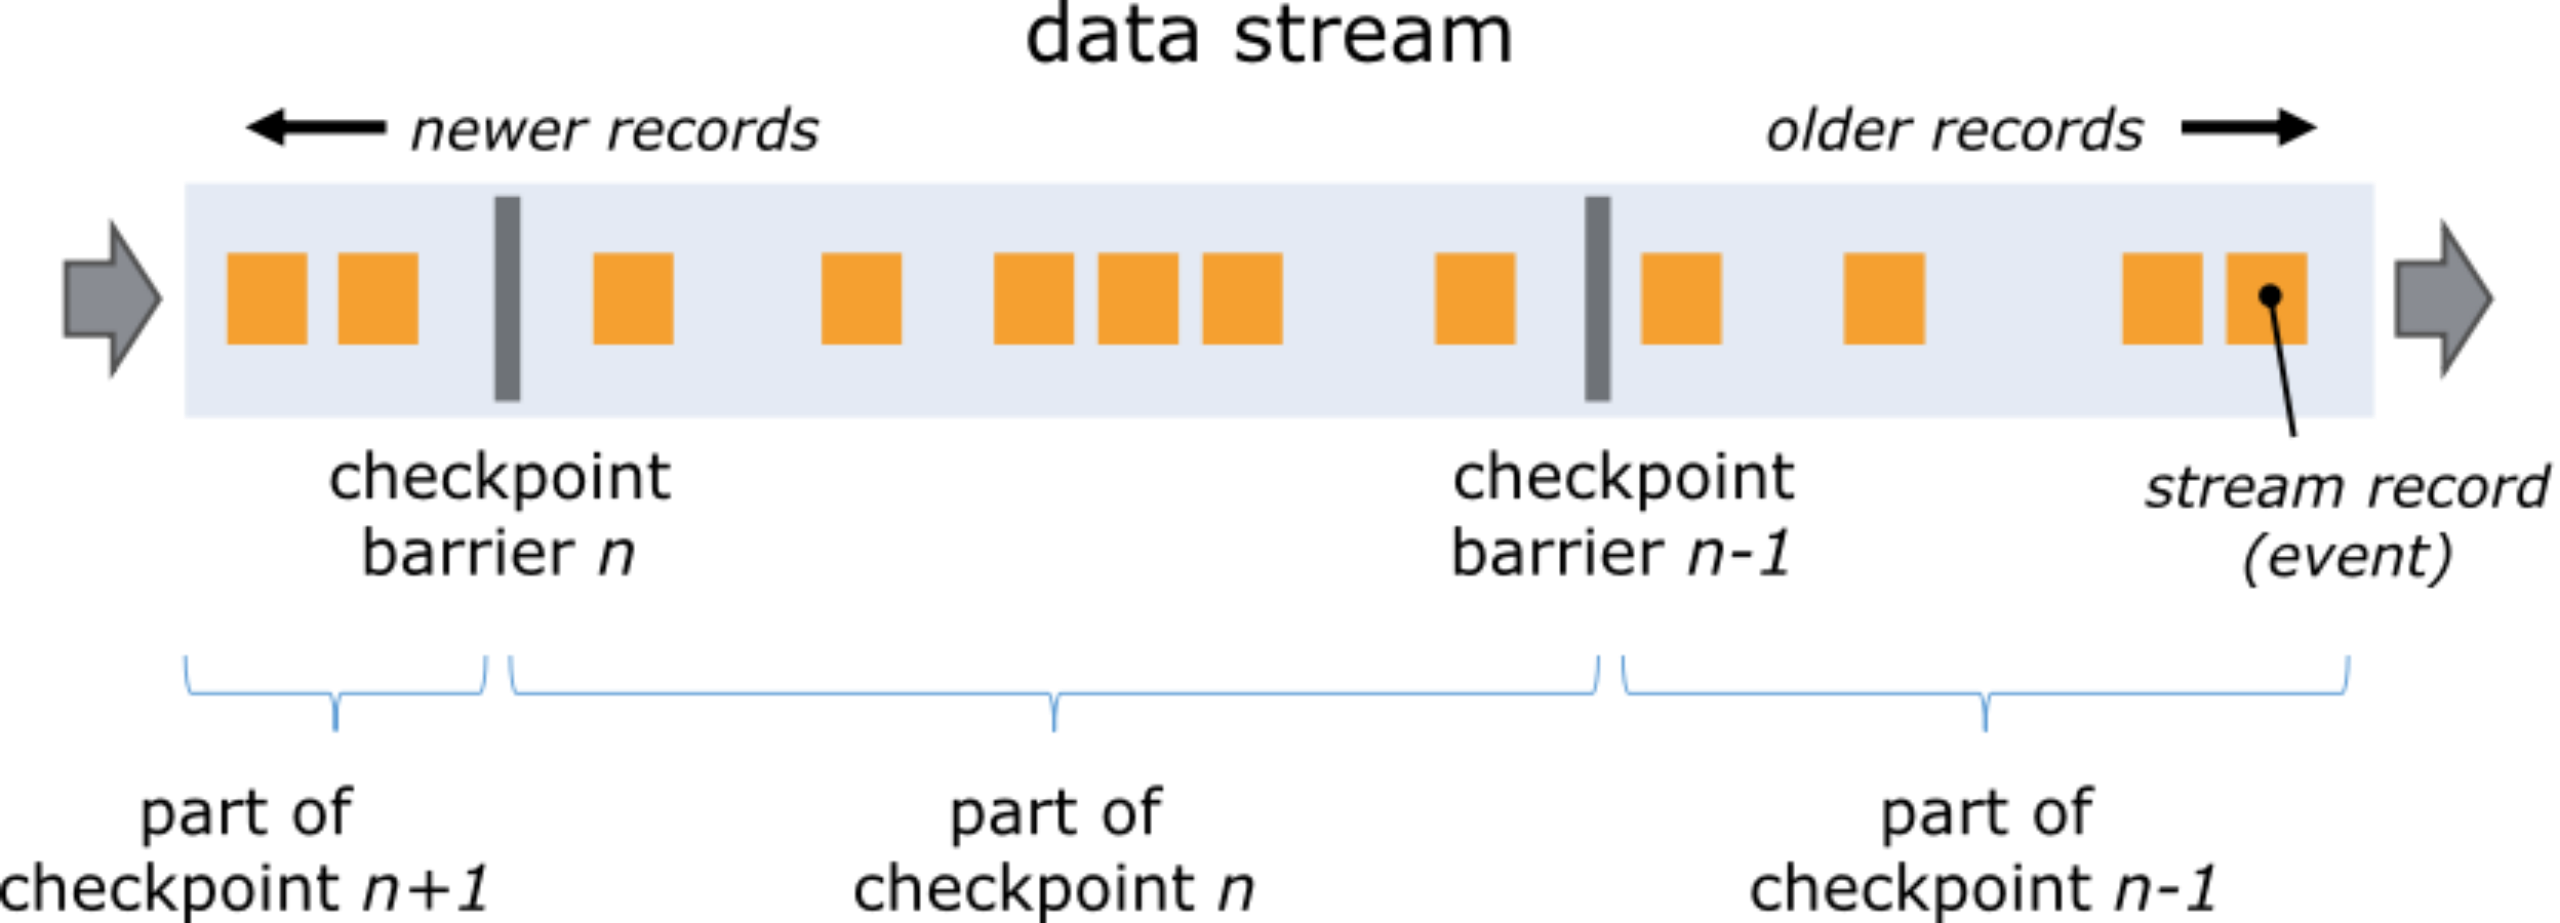 data stream
newer records
older records
checkpoint
barrier n
checkpoint
barrier n-1
stream record
(event)
part of
checkpoint n+1
part of
checkpoint n
part of
checkpoint n-1